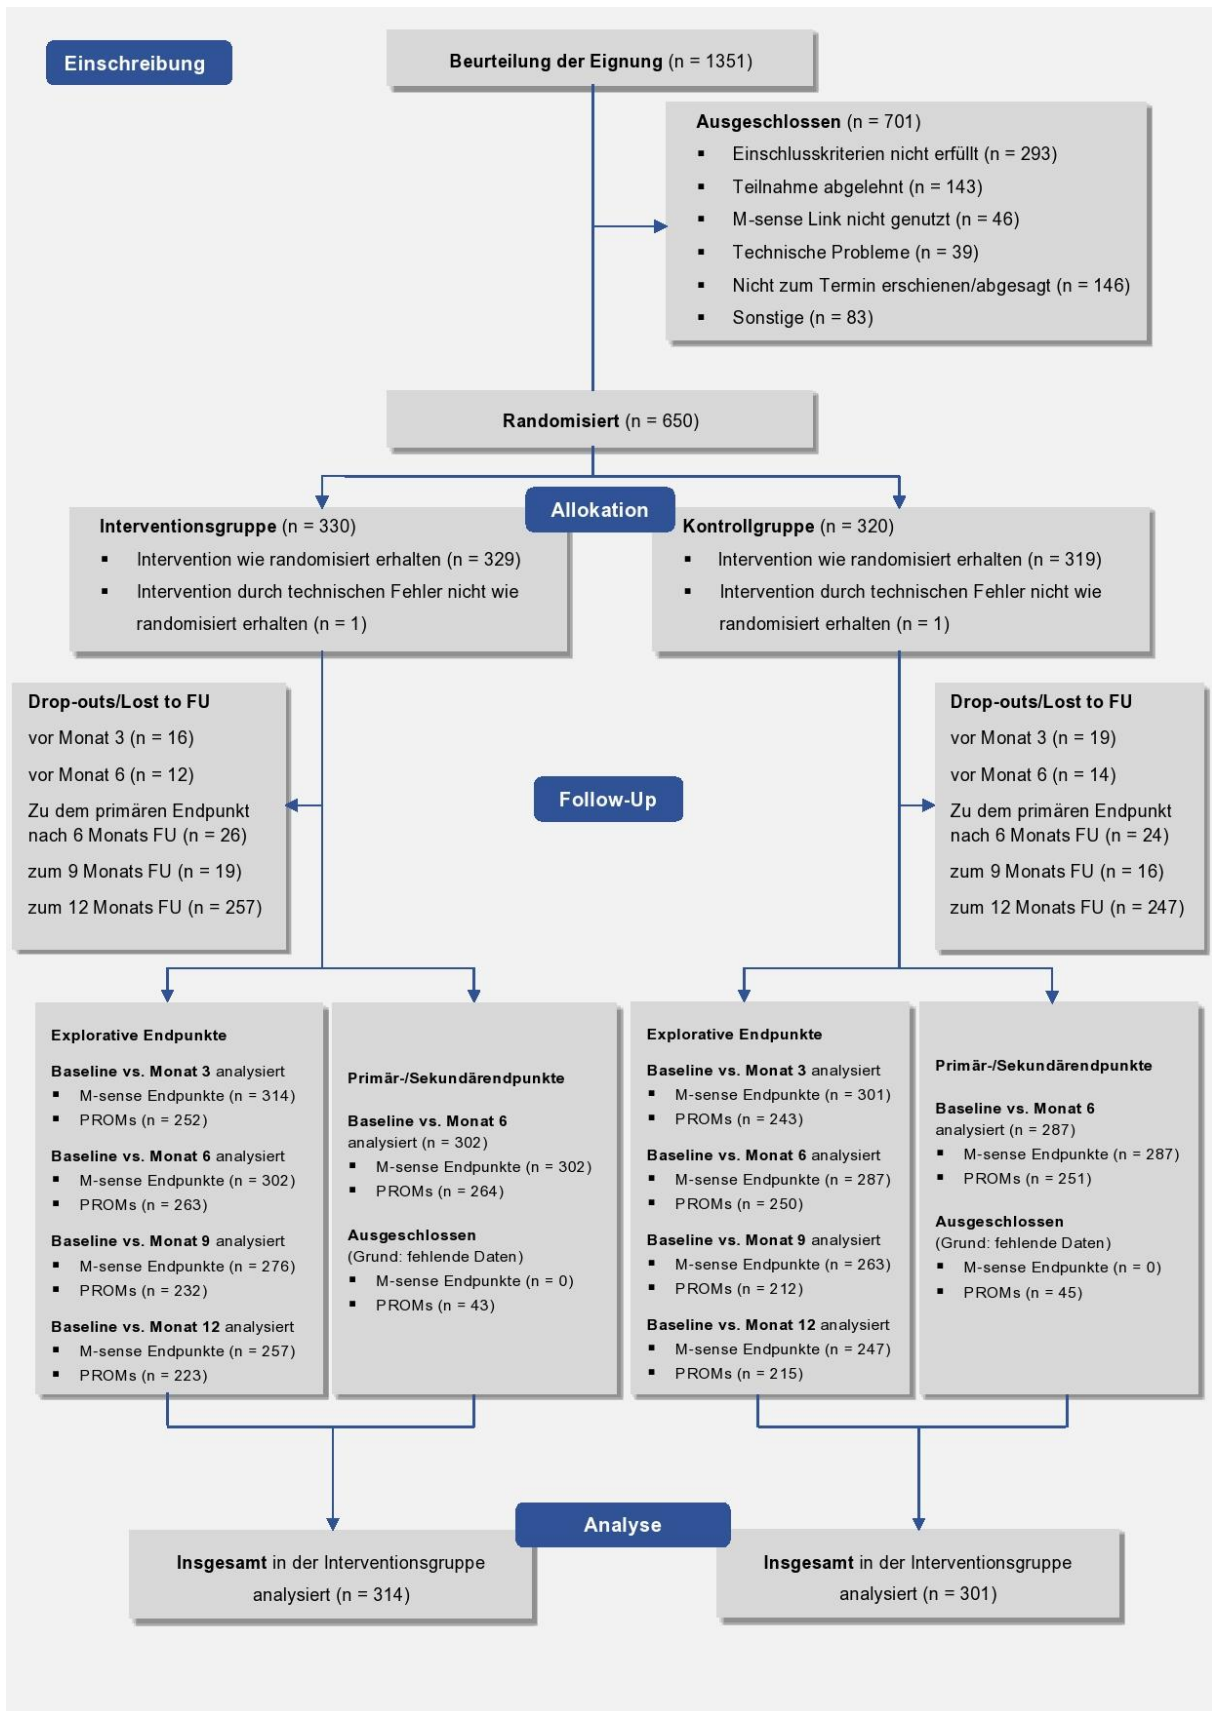 Einschreibung
Beurteilung der Eignung (n = 1351)
Ausgeschlossen (n = 701)
▪ Einschlusskriterien nicht erfüllt (n = 293)
▪ Teilnahme abgelehnt (n = 143)
▪ M-sense Link nicht genutzt (n = 46)
▪ Technische Probleme (n = 39)
▪ Nicht zum Termin erschienen/abgesagt (n = 146)
▪ Sonstige (n = 83)
Randomisiert (n = 650)
Allokation
Interventionsgruppe (n = 330)
▪ Intervention wie randomisiert erhalten (n = 329)
▪ Intervention durch technischen Fehler nicht wie
randomisiert erhalten (n = 1)
Kontrollgruppe (n = 320)
▪ Intervention wie randomisiert erhalten (n = 319)
▪ Intervention durch technischen Fehler nicht wie
randomisiert erhalten (n = 1)
Drop-outs/Lost to FU
vor Monat 3 (n = 16)
vor Monat 6 (n = 12)
Zu dem primären Endpunkt
nach 6 Monats FU (n = 26)
zum 9 Monats FU (n = 19)
zum 12 Monats FU (n = 257)
Follow-Up
Drop-outs/Lost to FU
vor Monat 3 (n = 19)
vor Monat 6 (n = 14)
Zu dem primären Endpunkt
nach 6 Monats FU (n = 24)
zum 9 Monats FU (n = 16)
zum 12 Monats FU (n = 247)
Explorative Endpunkte
Baseline vs. Monat 3 analysiert
▪ M-sense Endpunkte (n = 314)
▪ PROMs (n = 252)
Baseline vs. Monat 6 analysiert
▪ M-sense Endpunkte (n = 302)
▪ PROMs (n = 263)
Baseline vs. Monat 9 analysiert
▪ M-sense Endpunkte (n = 276)
▪ PROMs (n = 232)
Baseline vs. Monat 12 analysiert
▪ M-sense Endpunkte (n = 257)
▪ PROMs (n = 223)
Primär-/Sekundärendpunkte
Baseline vs. Monat 6
analysiert (n = 302)
▪ M-sense Endpunkte (n = 302)
▪ PROMs (n = 264)
Ausgeschlossen
(Grund: fehlende Daten)
▪ M-sense Endpunkte (n = 0)
▪ PROMs (n = 43)
Explorative Endpunkte
Baseline vs. Monat 3 analysiert
▪ M-sense Endpunkte (n = 301)
▪ PROMs (n = 243)
Baseline vs. Monat 6 analysiert
▪ M-sense Endpunkte (n = 287)
▪ PROMs (n = 250)
Baseline vs. Monat 9 analysiert
▪ M-sense Endpunkte (n = 263)
▪ PROMs (n = 212)
Baseline vs. Monat 12 analysiert
▪ M-sense Endpunkte (n = 247)
▪ PROMs (n = 215)
Primär-/Sekundärendpunkte
Baseline vs. Monat 6
analysiert (n = 287)
▪ M-sense Endpunkte (n = 287)
▪ PROMs (n = 251)
Ausgeschlossen
(Grund: fehlende Daten)
▪ M-sense Endpunkte (n = 0)
▪ PROMs (n = 45)
Analyse
Insgesamt in der Interventionsgruppe
analysiert (n = 314)
Insgesamt in der Interventionsgruppe
analysiert (n = 301)